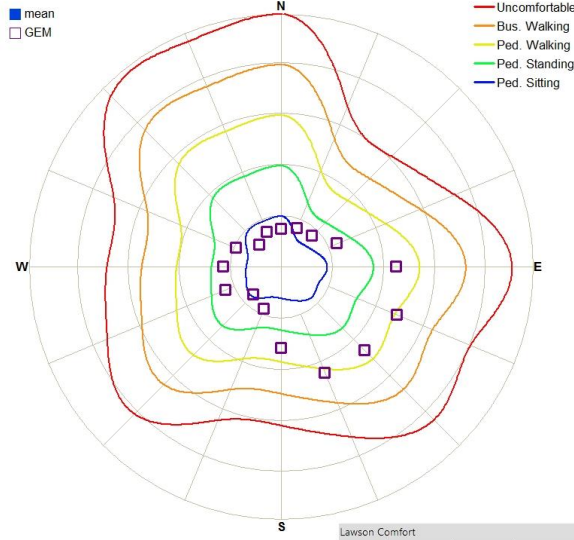 mean
GEM
N
Uncomfortable
Bus. Walking
Ped. Walking
Ped. Standing
Ped. Sitting
W
E
S
Lawson Comfort